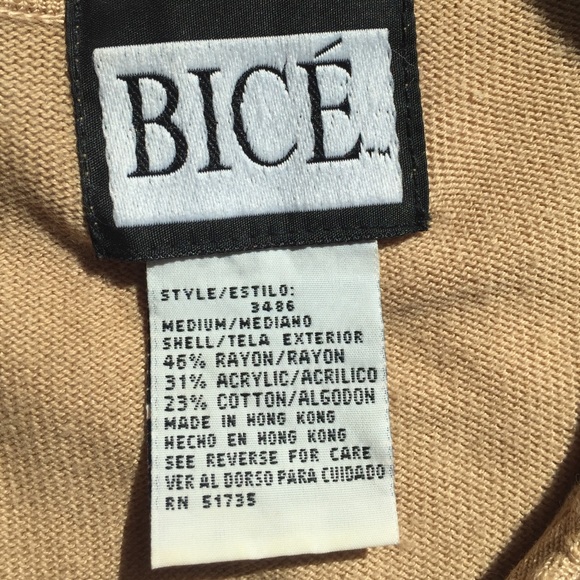 BICÉ™
STYLE/ESTILO:
3486
MEDIUM/MEDIANO
SHELL/TELA EXTERIOR
46% RAYON/RAYON
31% ACRYLIC/ACRILICO
23% COTTON/ALGODON
MADE IN HONG KONG
HECHO EN HONG KONG
SEE REVERSE FOR CARE
VER AL DORSO PARA CUIDADO
RN 51735